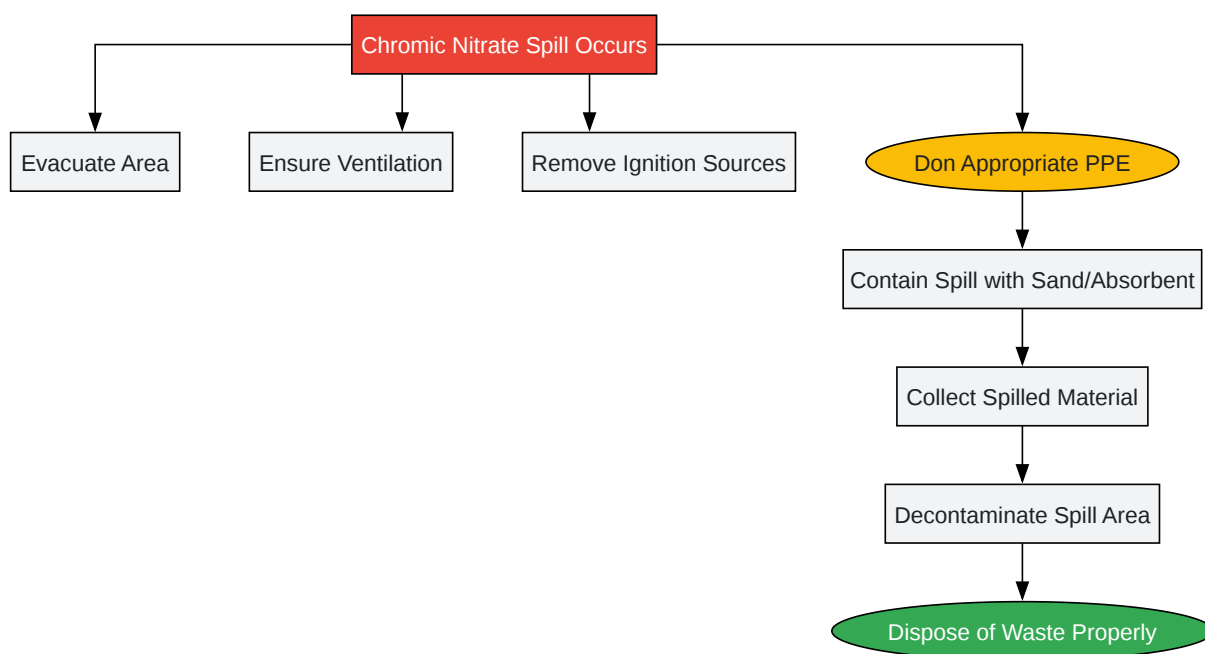 Chromic Nitrate Spill Occurs
Evacuate Area
Ensure Ventilation
Remove Ignition Sources
Don Appropriate PPE
Contain Spill with Sand/Absorbent
Collect Spilled Material
Decontaminate Spill Area
Dispose of Waste Properly